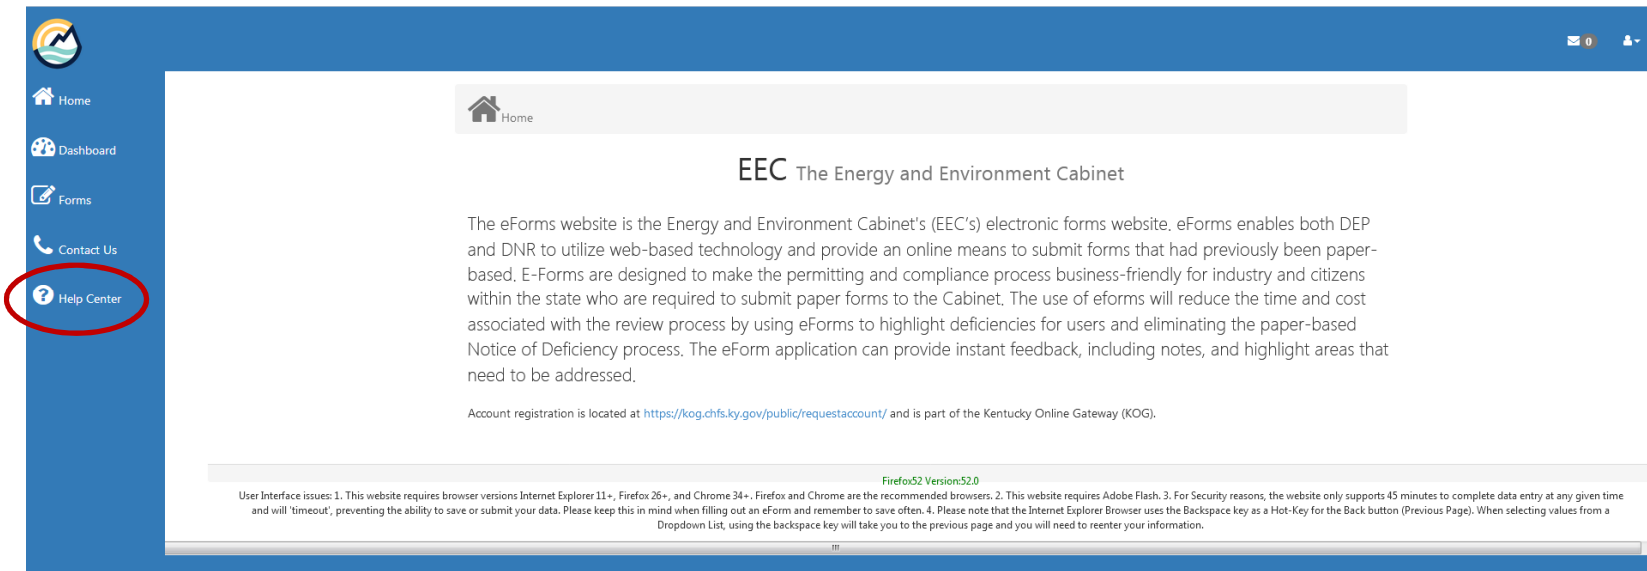 0
Home
Dashboard
Forms
Contact Us
Help Center
Home
EEC The Energy and Environment Cabinet
The eForms website is the Energy and Environment Cabinet's (EEC's) electronic forms website. eForms enables both DEP
and DNR to utilize web-based technology and provide an online means to submit forms that had previously been paper-
based. E-Forms are designed to make the permitting and compliance process business-friendly for industry and citizens
within the state who are required to submit paper forms to the Cabinet. The use of eforms will reduce the time and cost
associated with the review process by using eForms to highlight deficiencies for users and eliminating the paper-based
Notice of Deficiency process. The eForm application can provide instant feedback, including notes, and highlight areas that
need to be addressed.
Account registration is located at https://kog.chfs.ky.gov/public/requestaccount/ and is part of the Kentucky Online Gateway (KOG).
Firefox52 Version:52.0
User Interface issues: 1. This website requires browser versions Internet Explorer 11+, Firefox 26+, and Chrome 34+. Firefox and Chrome are the recommended browsers. 2. This website requires Adobe Flash. 3. For Security reasons, the website only supports 45 minutes to complete data entry at any given time
and will 'timeout', preventing the ability to save or submit your data. Please keep this in mind when filling out an eForm and remember to save often. 4. Please note that the Internet Explorer Browser uses the Backspace key as a Hot-Key for the Back button (Previous Page). When selecting values from a
Dropdown List, using the backspace key will take you to the previous page and you will need to reenter your information.